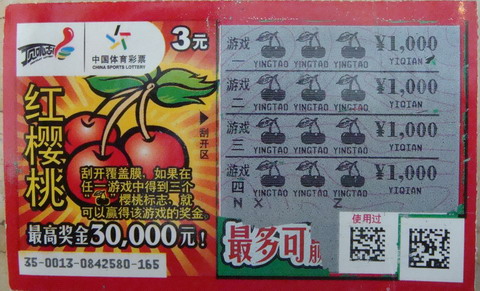 顶呱刮
中国体育彩票
CHINA SPORTS LOTTERY
3元
红樱桃
刮开区
刮开覆盖膜，如果在
任一游戏中得到三个
“ ”樱桃标志，就
可以赢得该游戏的奖金。
最高奖金30,000元！
35-0013-0842580-165
游戏一
YINGTAO YINGTAO YINGTAO
¥1,000
YIQIAN
游戏二
YINGTAO YINGTAO YINGTAO
¥1,000
YIQIAN
游戏三
YINGTAO YINGTAO YINGTAO
¥1,000
YIQIAN
游戏四
YINGTAO YINGTAO YINGTAO
¥1,000
YIQIAN
N X Z
最多可
使用过